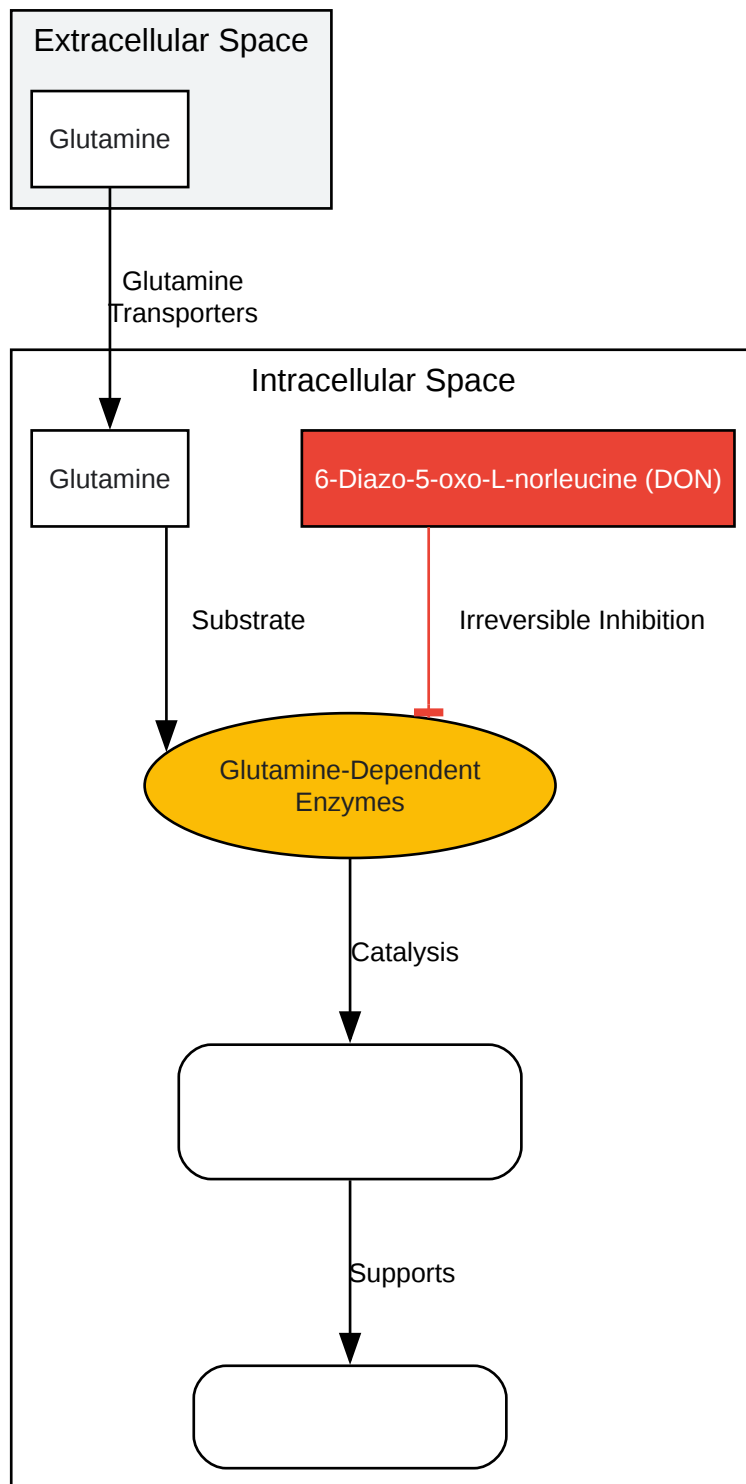 Extracellular Space
Glutamine
Glutamine
Transporters
Intracellular Space
Glutamine
6-Diazo-5-oxo-L-norleucine (DON)
Substrate
Irreversible Inhibition
Glutamine-Dependent
Enzymes
Catalysis
Supports